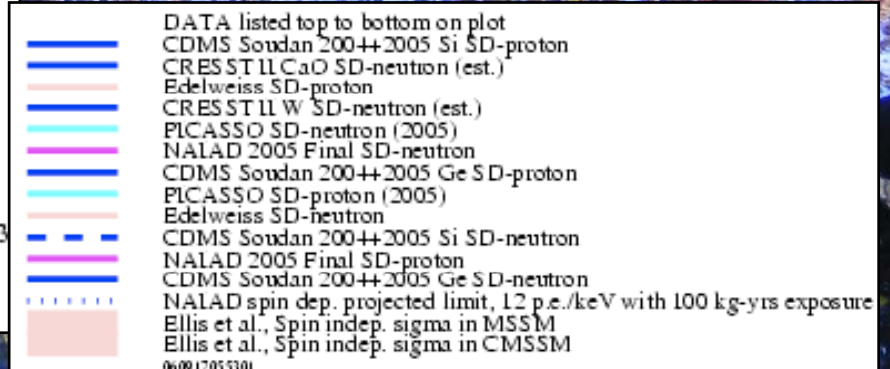 DATA listed top to bottom on plot
CDMS Soudan 2004+2005 Si SD-proton
CRESST II CaO SD-neutron (est.)
Edelweiss SD-proton
CRESST II W SD-neutron (est.)
PICASSO SD-neutron (2005)
NAIAD 2005 Final SD-neutron
CDMS Soudan 2004+2005 Ge SD-proton
PICASSO SD-proton (2005)
Edelweiss SD-neutron
3
CDMS Soudan 2004+2005 Si SD-neutron
NAIAD 2005 Final SD-proton
CDMS Soudan 2004+2005 Ge SD-neutron
NAIAD spin dep. projected limit, 12 p.e./keV with 100 kg-yrs exposure
Ellis et al., Spin indep. sigma in MSSM
Ellis et al., Spin indep. sigma in CMSSM